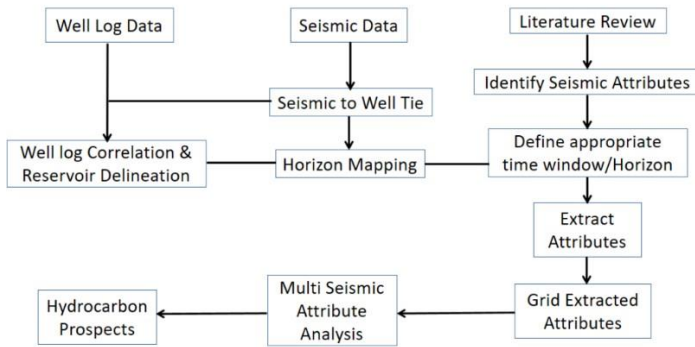 Well Log Data
Seismic Data
Literature Review
Identify Seismic Attributes
Seismic to Well Tie
Well log Correlation &
Reservoir Delineation
Horizon Mapping
Define appropriate
time window/Horizon
Extract
Attributes
Hydrocarbon
Prospects
Multi Seismic
Attribute
Analysis
Grid Extracted
Attributes